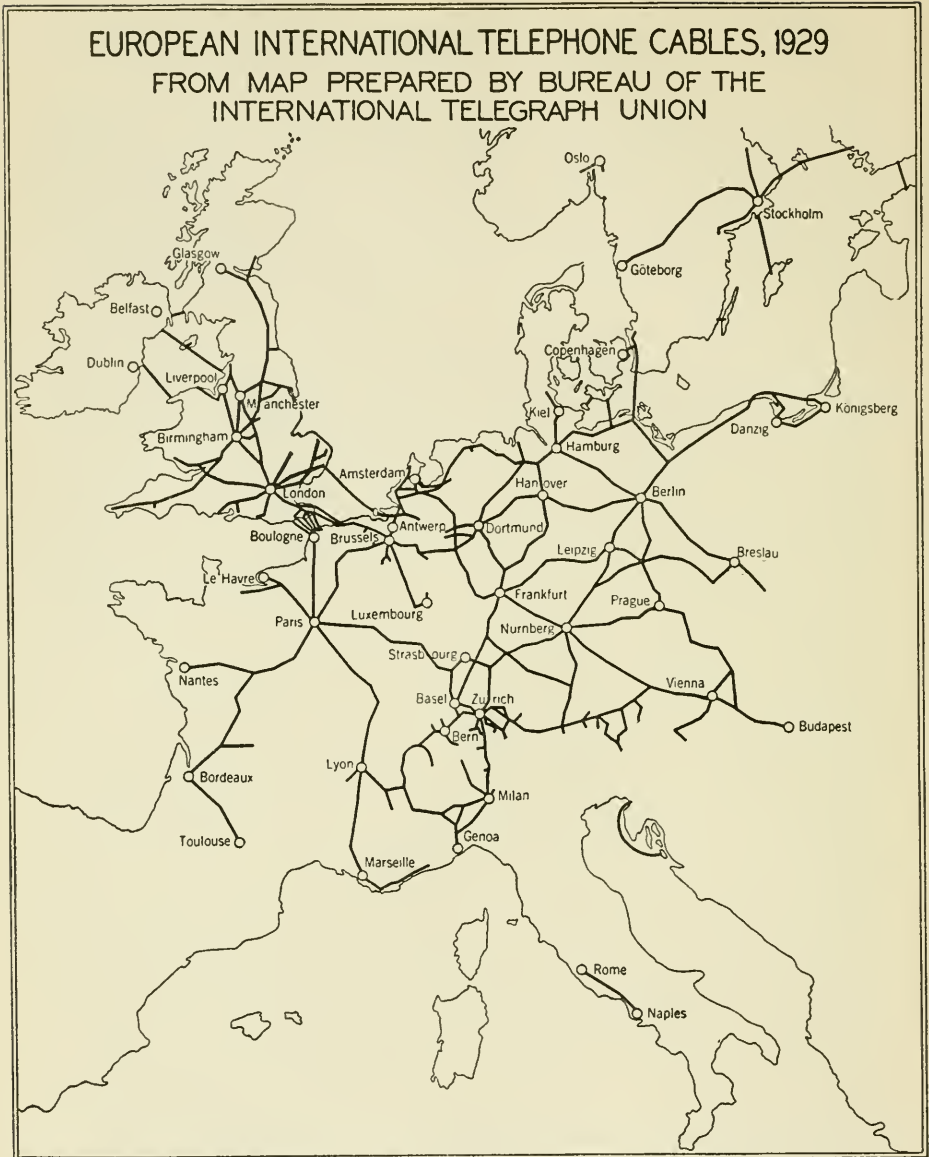 EUROPEAN INTERNATIONAL TELEPHONE CABLES, 1929
FROM MAP PREPARED BY BUREAU OF THE
INTERNATIONAL TELEGRAPH UNION
Oslo
Stockholm
Glasgow
Göteborg
Belfast
Copenhagen
Dublin
Liverpool
Manchester
Kiel
Königsberg
Danzig
Birmingham
Hamburg
Amsterdam
Hanover
London
Berlin
Antwerp
Dortmund
Boulogne
Brussels
Leipzig
Breslau
Le Havre
Frankfurt
Prague
Luxembourg
Paris
Nurnberg
Strasbourg
Nantes
Vienna
Basel
Zurich
Budapest
Bern
Lyon
Bordeaux
Milan
Toulouse
Genoa
Marseille
Rome
Naples